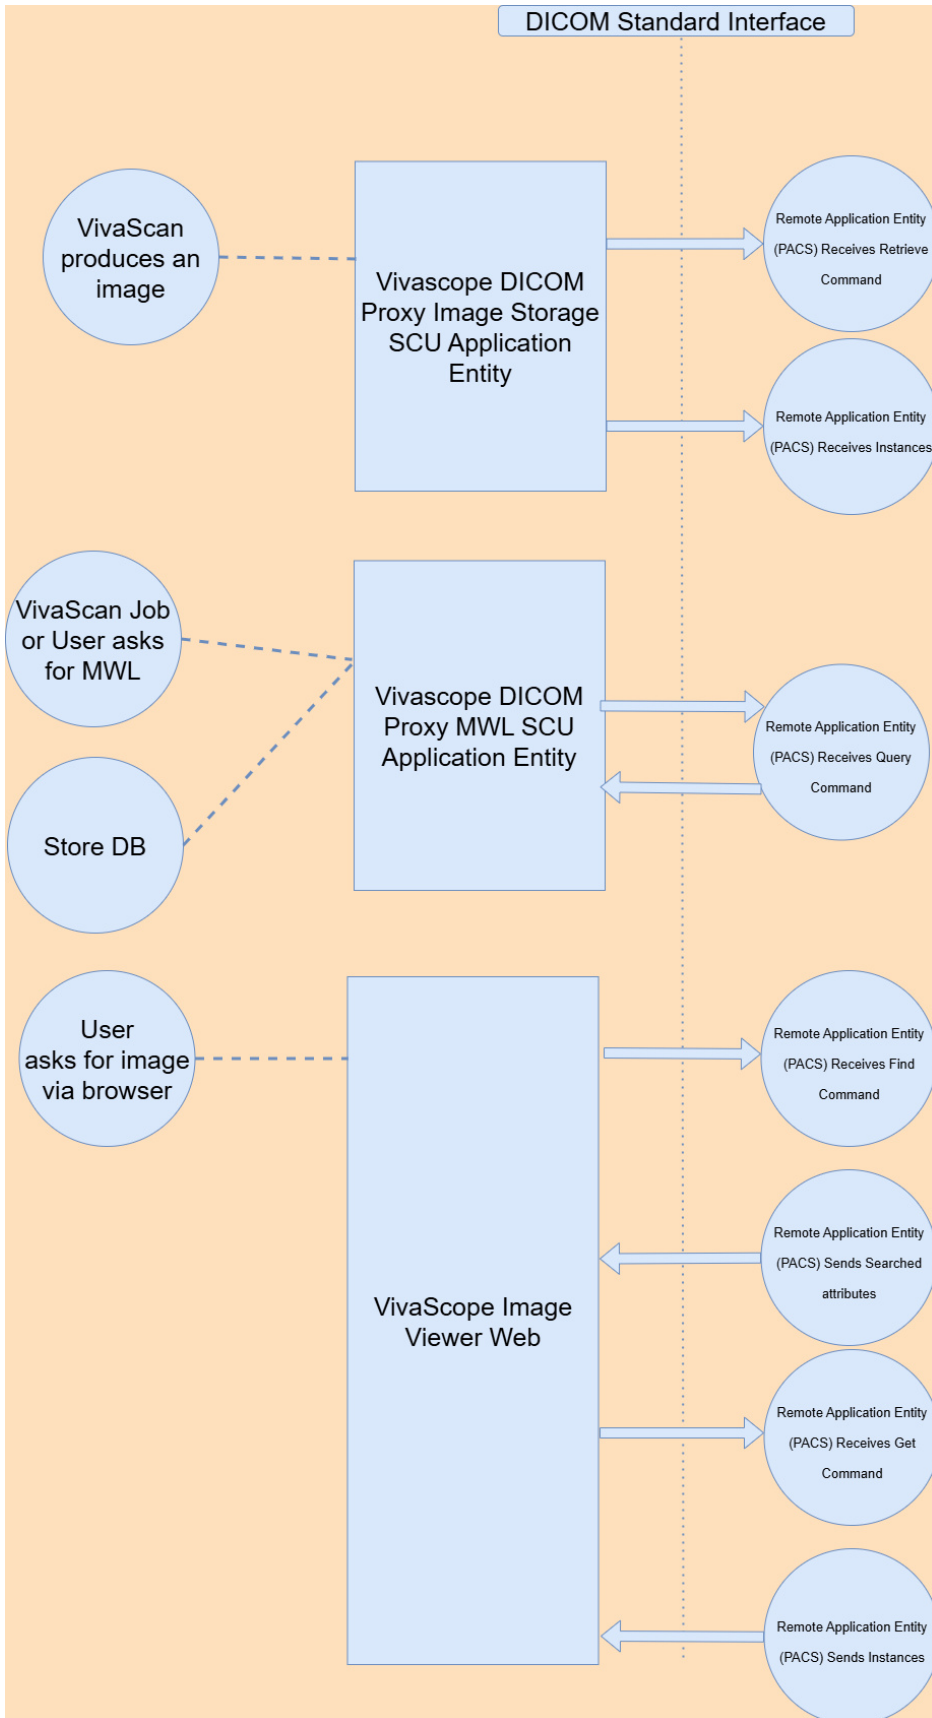 DICOM Standard Interface
VivaScan
produces an
image
Vivascope DICOM
Proxy Image Storage
SCU Application
Entity
Remote Application Entity
(PACS) Receives Retrieve
Command
Remote Application Entity
(PACS) Receives Instances
VivaScan Job
or User asks
for MWL
Store DB
Vivascope DICOM
Proxy MWL SCU
Application Entity
Remote Application Entity
(PACS) Receives Query
Command
User
asks for image
via browser
VivaScope Image
Viewer Web
Remote Application Entity
(PACS) Receives Find
Command
Remote Application Entity
(PACS) Sends Searched
attributes
Remote Application Entity
(PACS) Receives Get
Command
Remote Application Entity
(PACS) Sends Instances